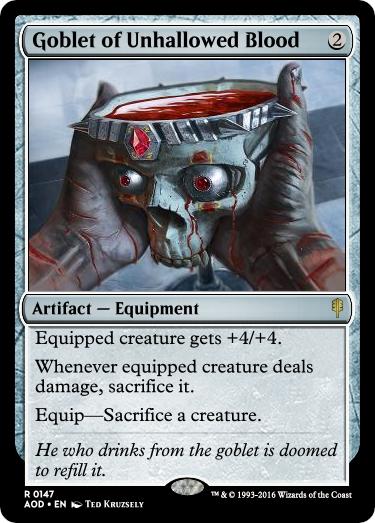 Goblet of Unhallowed Blood 2
Artifact — Equipment
Equipped creature gets +4/+4.
Whenever equipped creature deals
damage, sacrifice it.
Equip—Sacrifice a creature.
He who drinks from the goblet is doomed
to refill it.
R 0147
AOD • EN Ted Kruzsely
™ & © 1993-2016 Wizards of the Coast